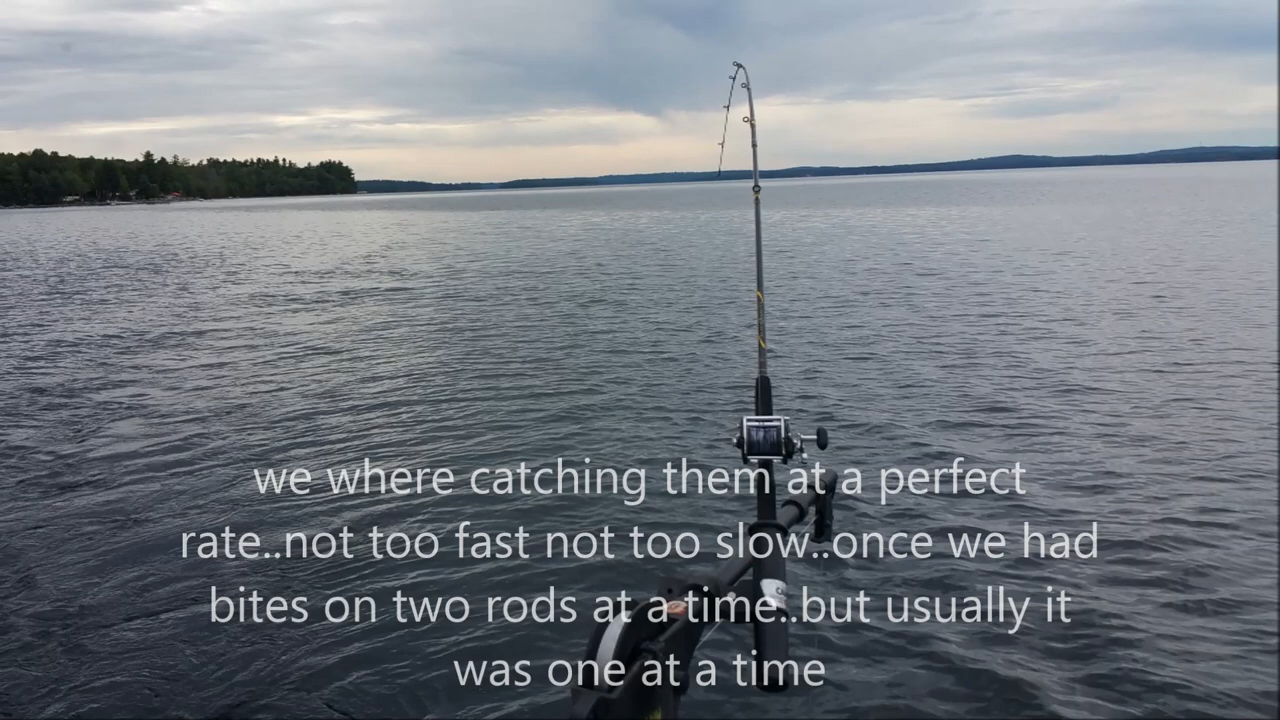 we where catching them at a perfect
rate..not too fast not too slow..once we had
bites on two rods at a time..but usually it
was one at a time